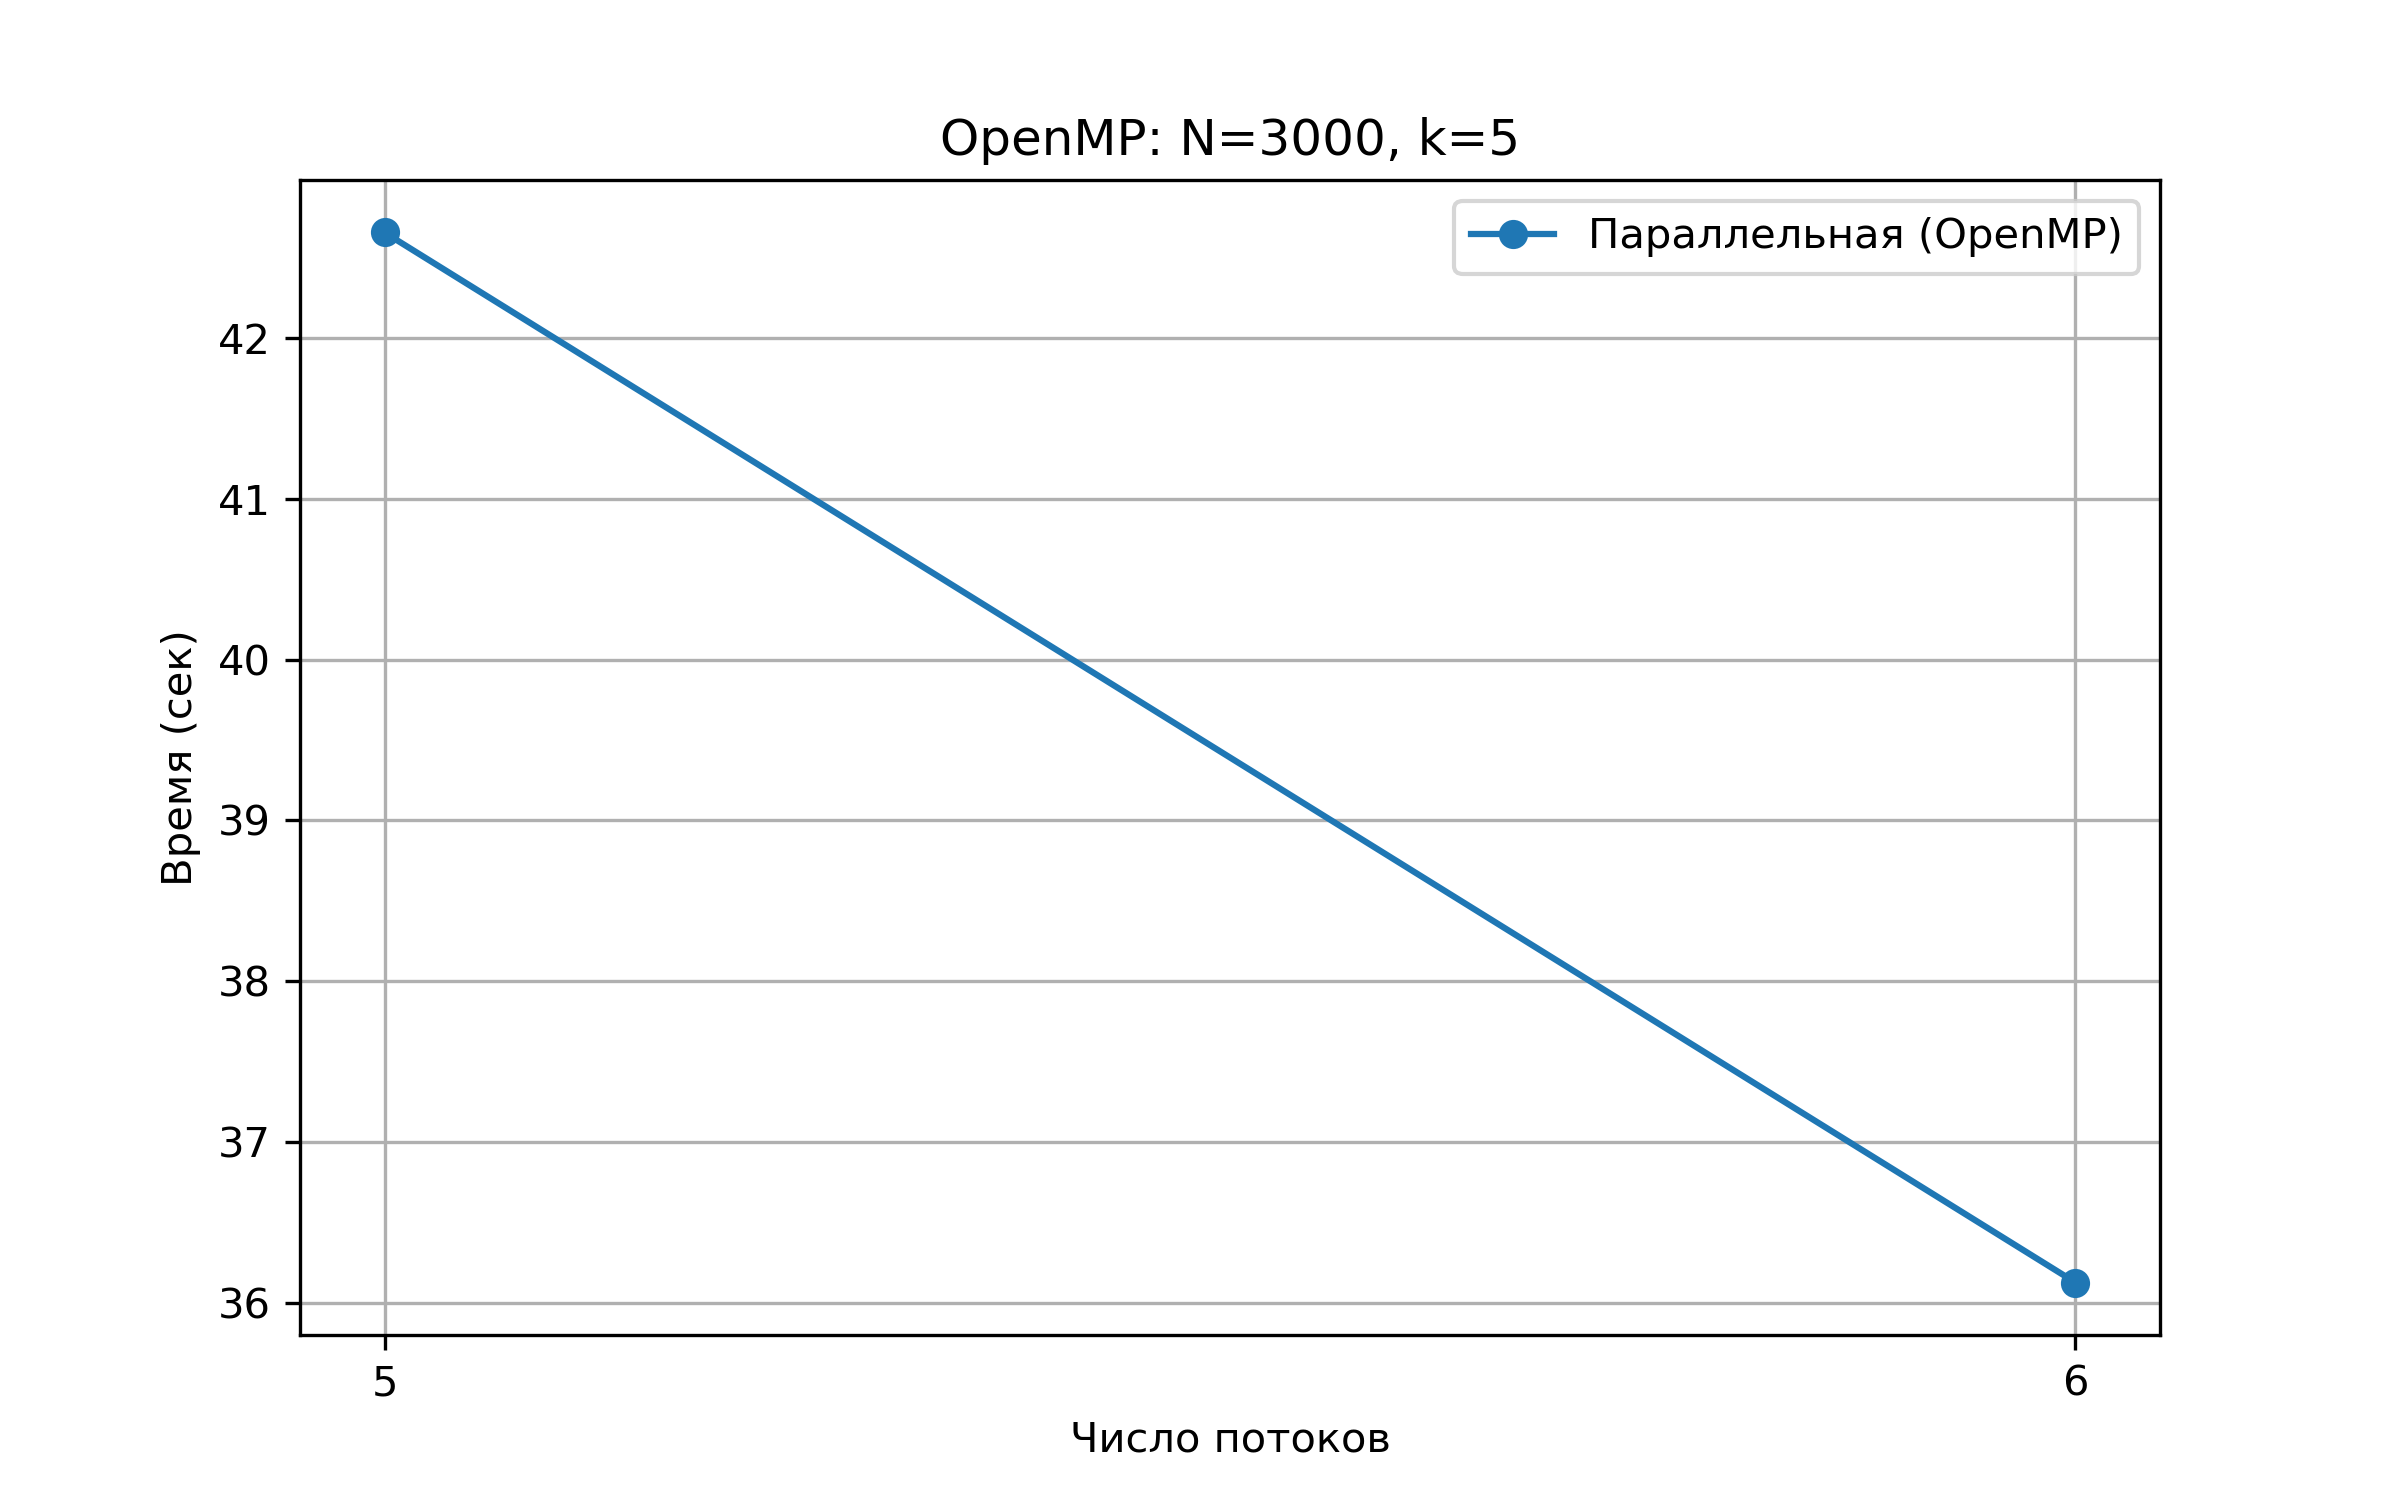 OpenMP: N=3000, k=5
Параллельная (OpenMP)
42
41
40
39
38
37
36
Время (сек)
5
6
Число потоков